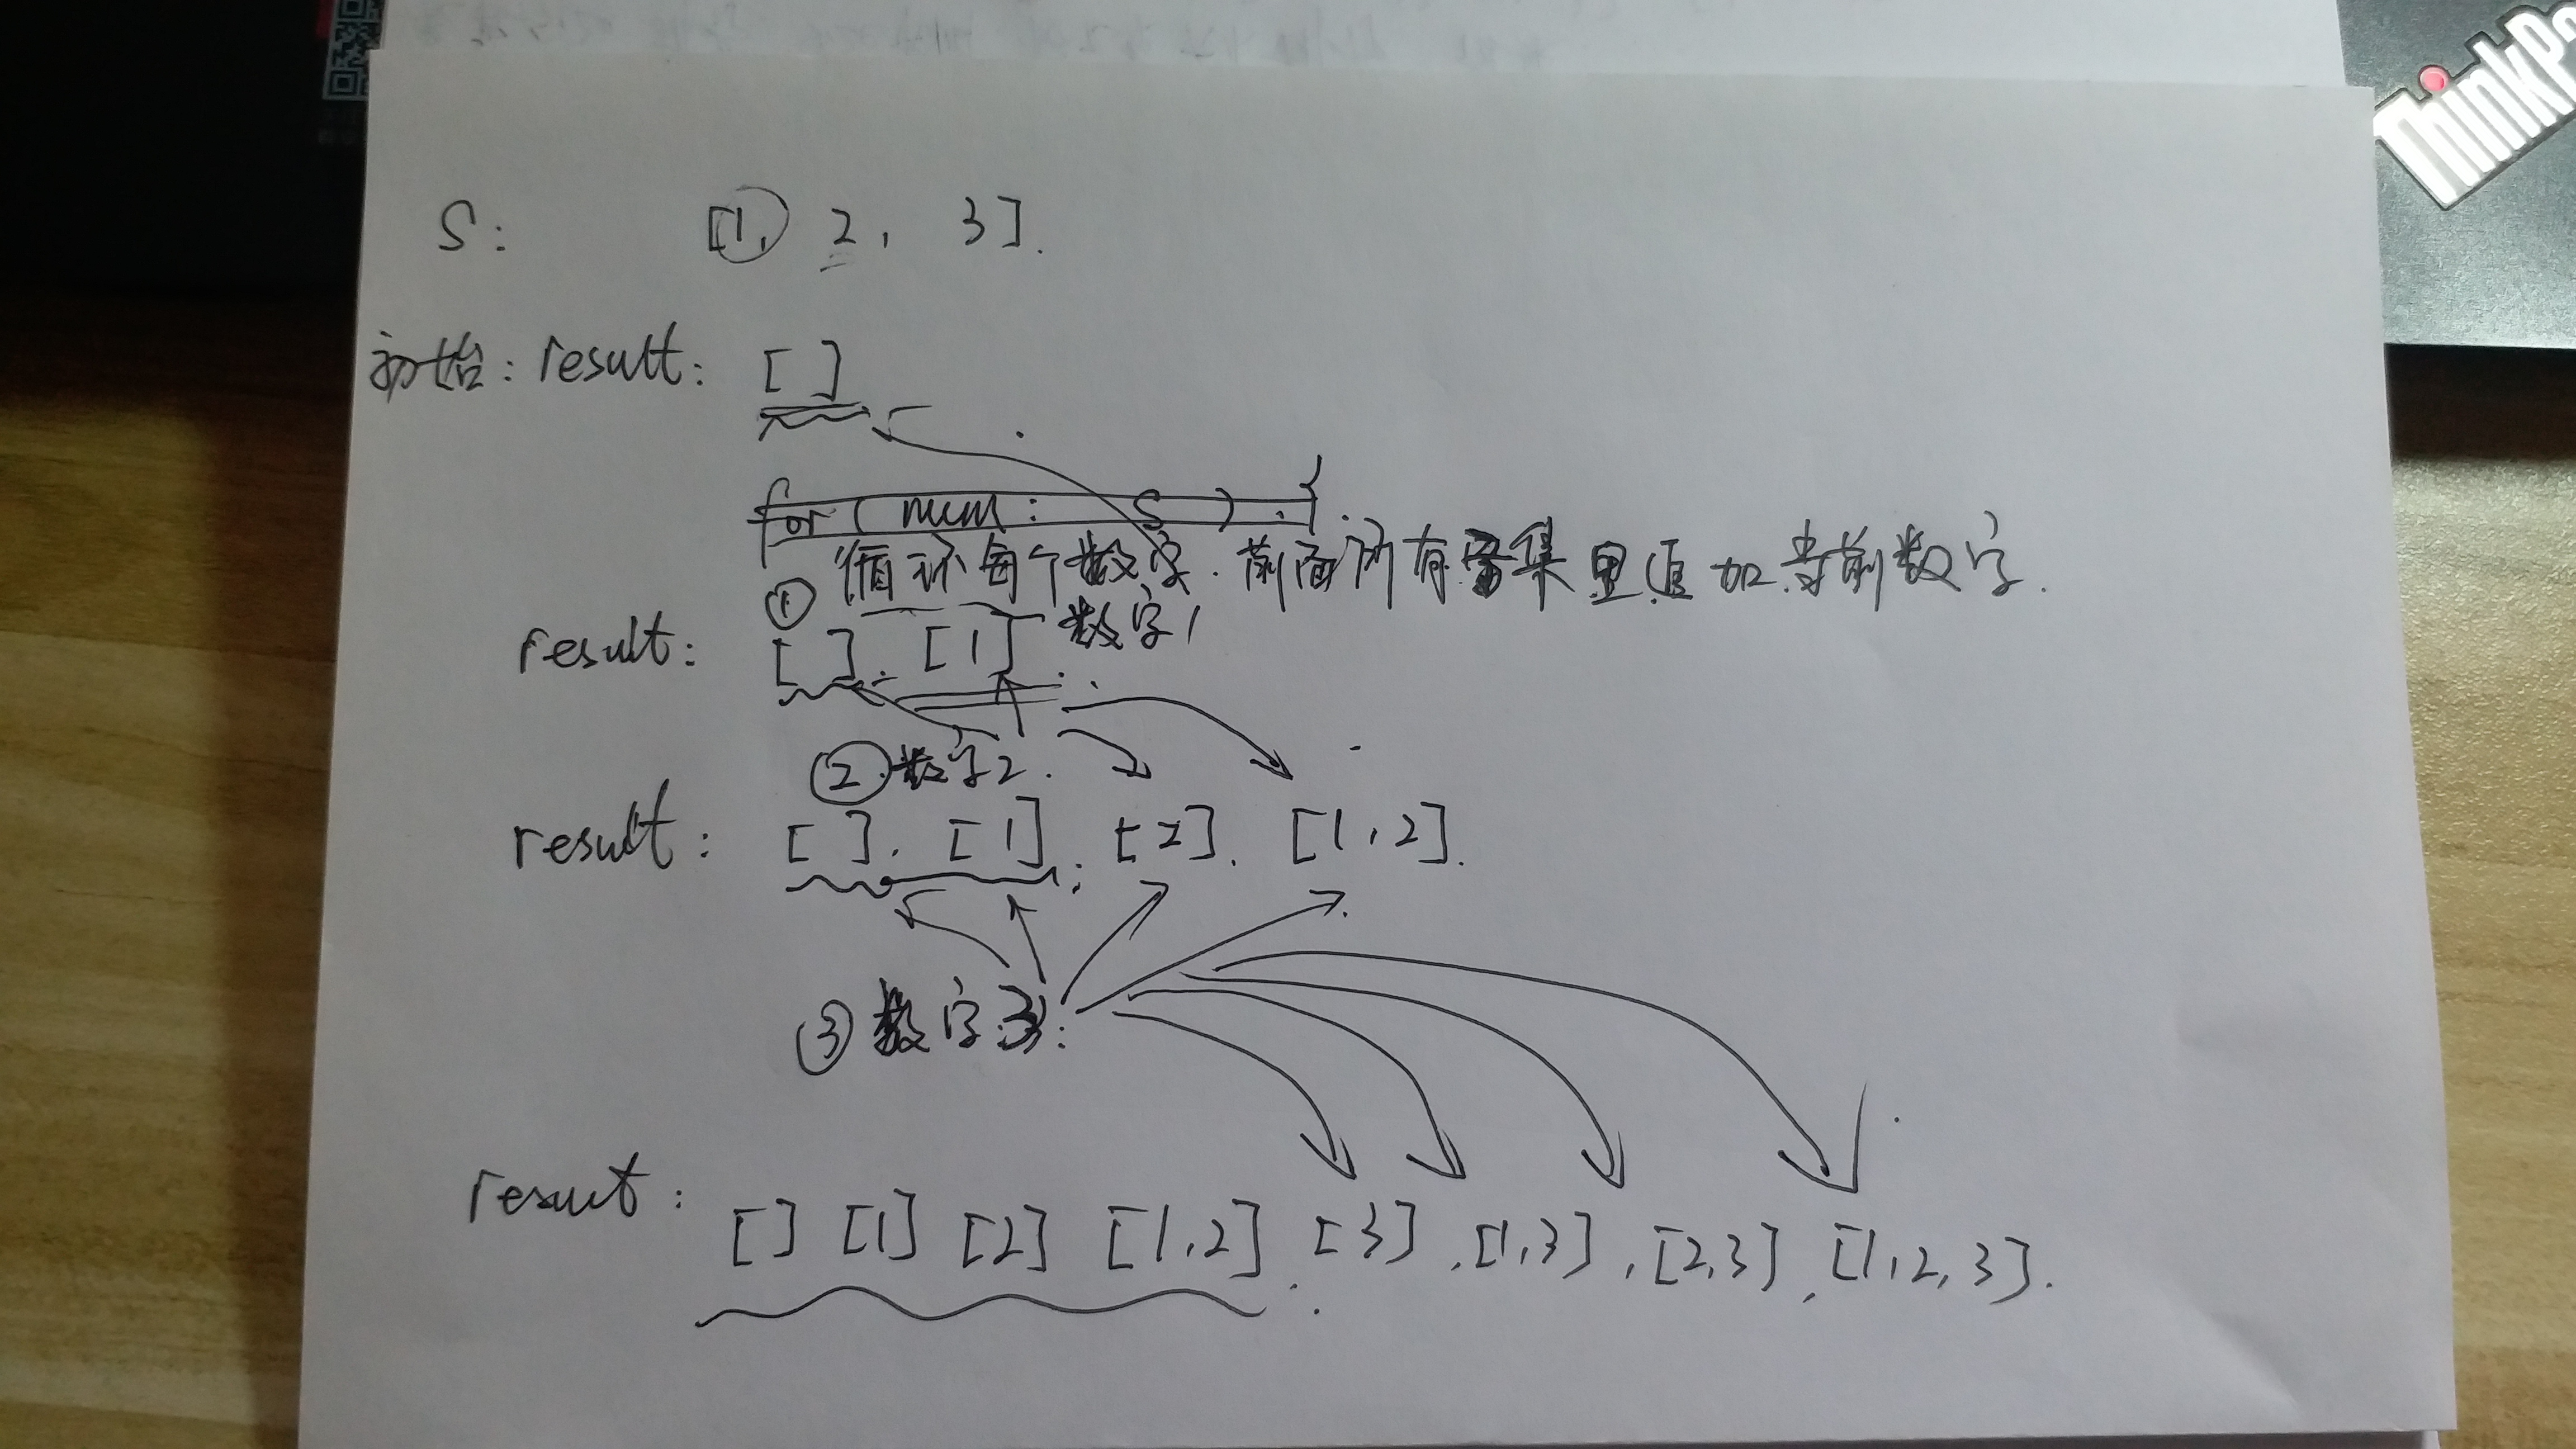 ThinkPa
S: [1, 2, 3].
初始: result: [ ]
for ( num : S ) {
循环每个数字. 前面所有集里值加当前数字.
① 数字1
result: [ ], [1]
② 数字2.
result: [ ], [1], [2], [1,2].
③ 数字3:
result: [] [1] [2] [1,2], [3], [1,3], [2,3], [1,2,3].